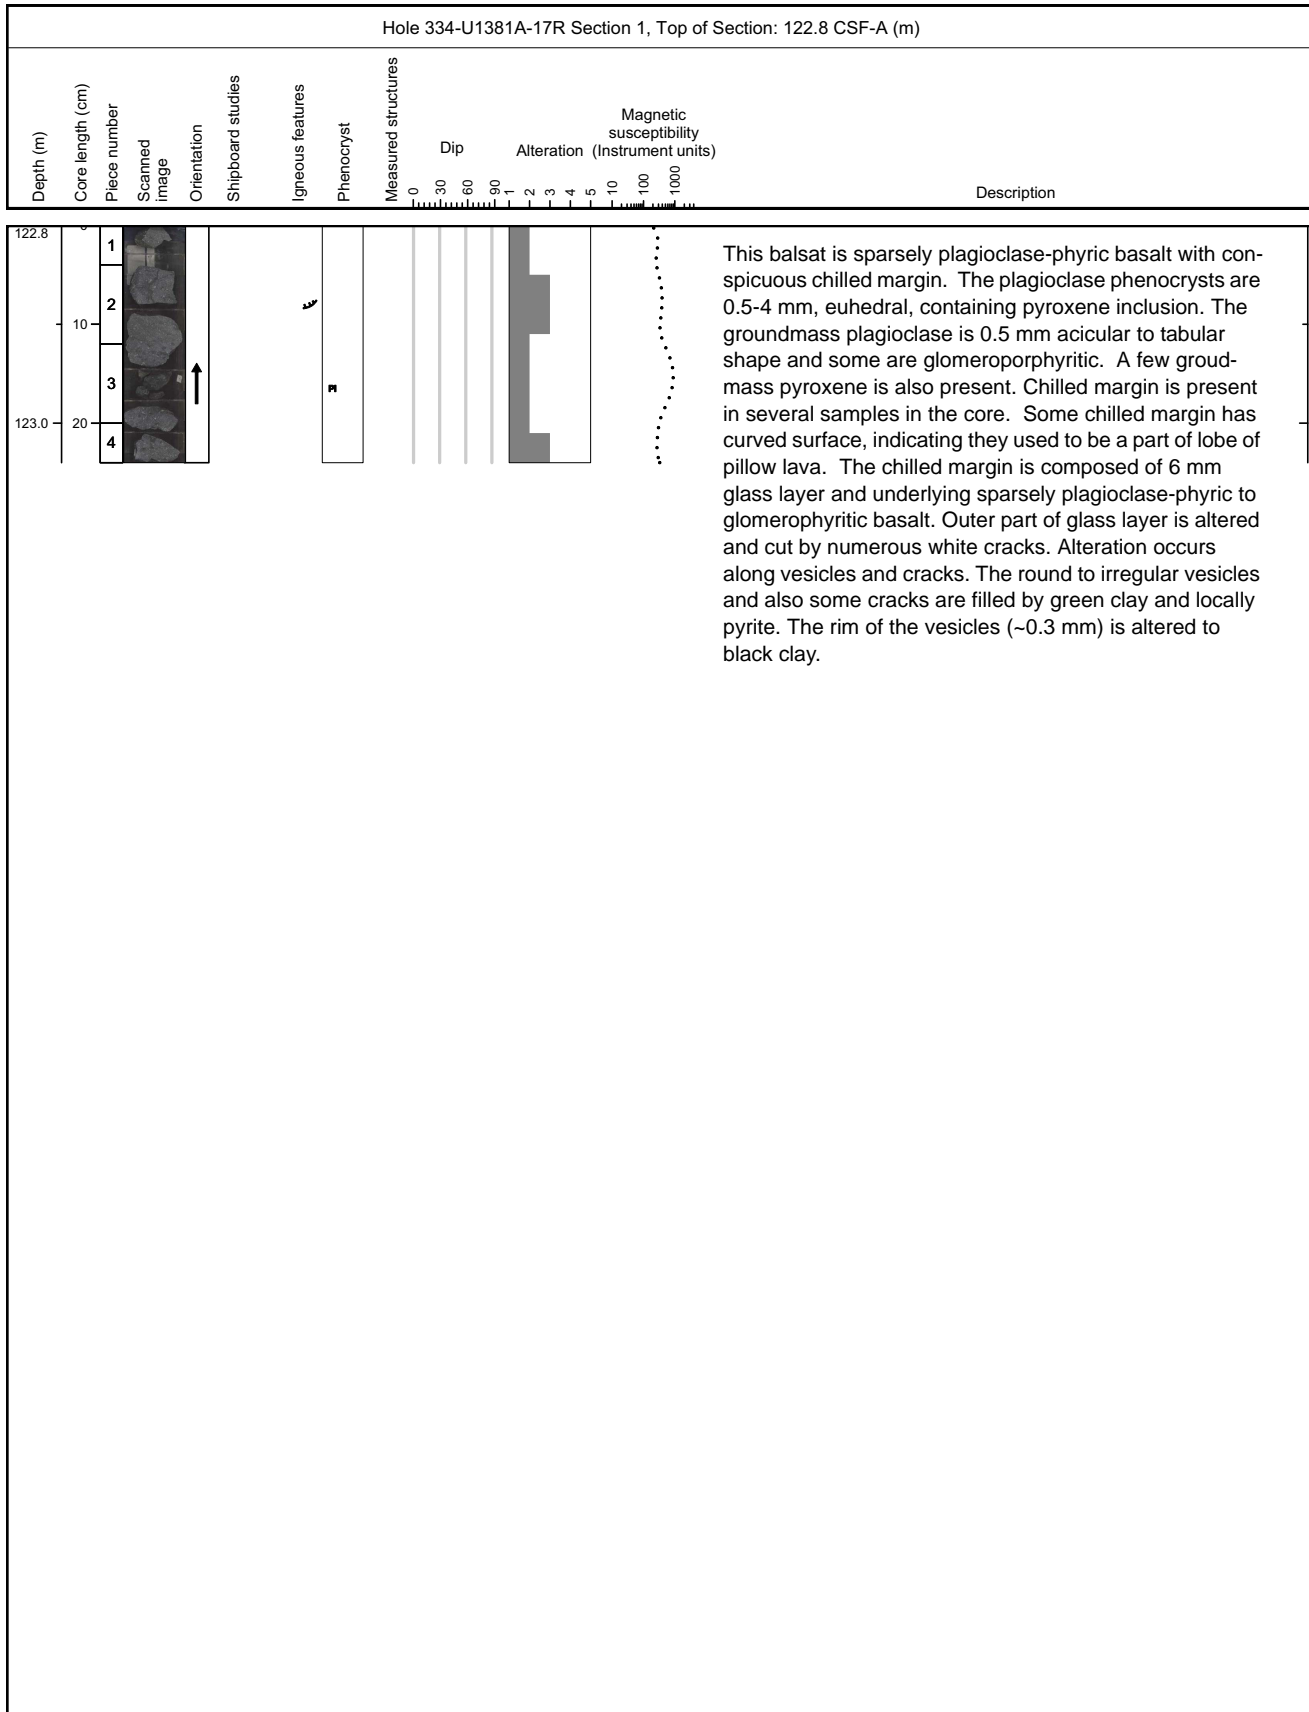 Hole 334-U1381A-17R Section 1, Top of Section: 122.8 CSF-A (m)
Depth (m)
Core length (cm)
Piece number
Scanned
image
Orientation
Shipboard studies
Igneous features
Phenocryst
Measured structures
Dip
0 30 60 90
Alteration
1 2 3 4 5
Magnetic
susceptibility
(Instrument units)
10 100 1000
Description
122.8
0
1
2
10
3
123.0
20
4
Pl
This balsat is sparsely plagioclase-phyric basalt with con-
spicuous chilled margin. The plagioclase phenocrysts are
0.5-4 mm, euhedral, containing pyroxene inclusion. The
groundmass plagioclase is 0.5 mm acicular to tabular
shape and some are glomeroporphyritic. A few groud-
mass pyroxene is also present. Chilled margin is present
in several samples in the core. Some chilled margin has
curved surface, indicating they used to be a part of lobe of
pillow lava. The chilled margin is composed of 6 mm
glass layer and underlying sparsely plagioclase-phyric to
glomerophyritic basalt. Outer part of glass layer is altered
and cut by numerous white cracks. Alteration occurs
along vesicles and cracks. The round to irregular vesicles
and also some cracks are filled by green clay and locally
pyrite. The rim of the vesicles (~0.3 mm) is altered to
black clay.